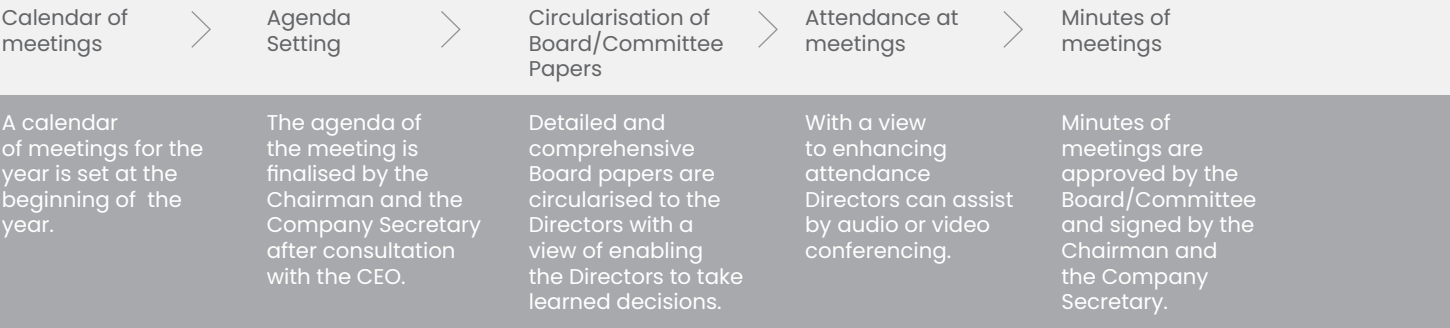 Calendar of
meetings
Agenda
Setting
Circularisation of
Board/Committee
Papers
Attendance at
meetings
Minutes of
meetings
A calendar
of meetings for the
year is set at the
beginning of  the
year.
The agenda of
the meeting is
finalised by the
Chairman and the
Company Secretary
after consultation
with the CEO.
Detailed and
comprehensive
Board papers are
circularised to the
Directors with a
view of enabling
the Directors to take
learned decisions.
With a view
to enhancing
attendance
Directors can assist
by audio or video
conferencing.
Minutes of
meetings are
approved by the
Board/Committee
and signed by the
Chairman and
the Company
Secretary.